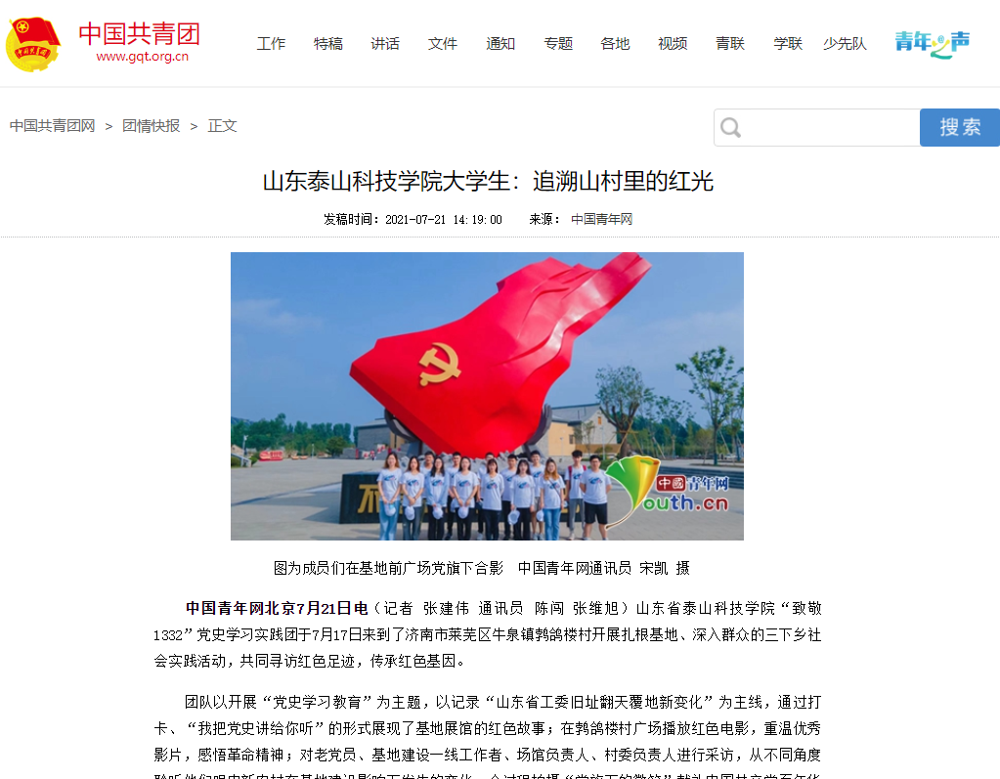 中国共青团
www.gqt.org.cn
工作 特稿 讲话 文件 通知 专题 各地 视频 青联 学联 少先队 青年之声
中国共青团网 > 团情快报 > 正文
搜索
山东泰山科技学院大学生：追溯山村里的红光
发稿时间：2021-07-21 14:19:00 来源： 中国青年网
不
中国青年网
youth.cn
图为成员们在基地前广场党旗下合影 中国青年网通讯员 宋凯 摄
中国青年网北京7月21日电（记者 张建伟 通讯员 陈闯 张维旭）山东省泰山科技学院“致敬
1332”党史学习实践团于7月17日来到了济南市莱芜区牛泉镇鹁鸽楼村开展扎根基地、深入群众的三下乡社
会实践活动，共同寻访红色足迹，传承红色基因。
团队以开展“党史学习教育”为主题，以记录“山东省工委旧址翻天覆地新变化”为主线，通过打
卡、“我把党史讲给你听”的形式展现了基地展馆的红色故事；在鹁鸽楼村广场播放红色电影，重温优秀
影片，感悟革命精神；对老党员、基地建设一线工作者、场馆负责人、村委负责人进行采访，从不同角度